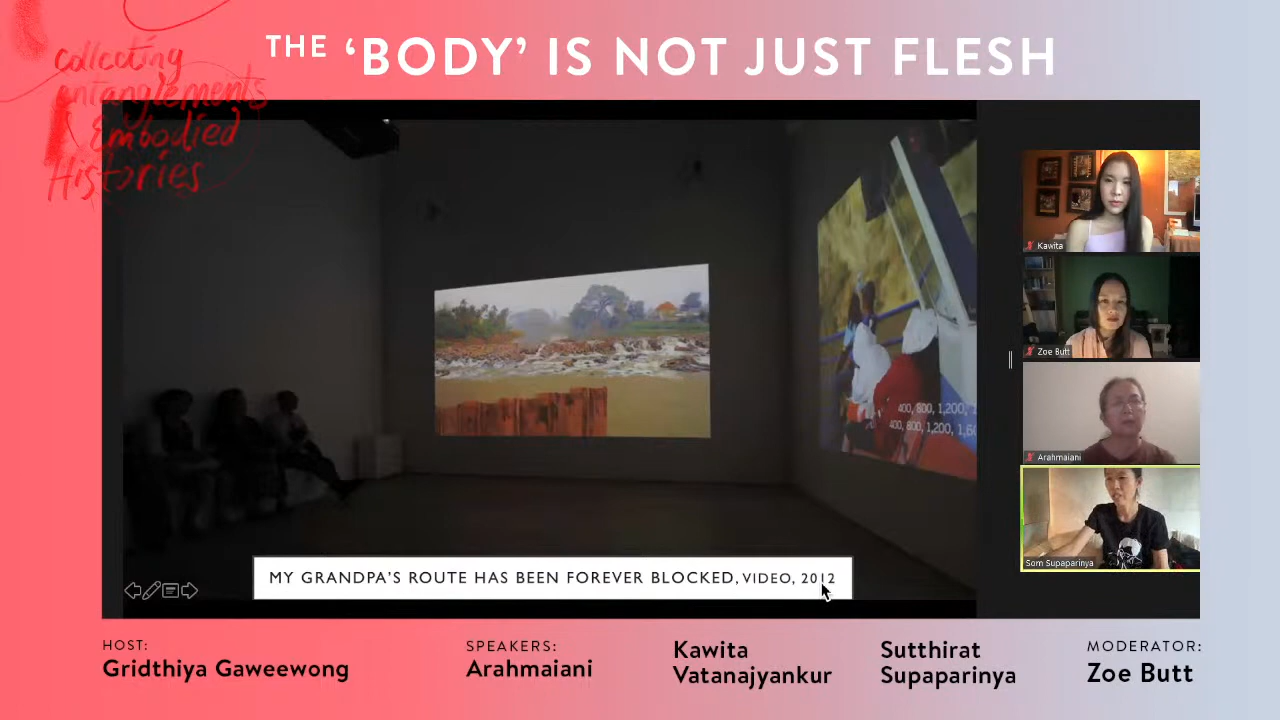 collecting
entanglements
Embodied
Histories
THE ‘BODY’ IS NOT JUST FLESH
Kawita
Zoe Butt
Arahmaiani
Som Supaparinya
400, 800, 1,200,
400, 800, 1,200, 1,6
MY GRANDPA'S ROUTE HAS BEEN FOREVER BLOCKED, VIDEO, 2012
HOST:
Gridthiya Gaweewong
SPEAKERS:
Arahmaiani
Kawita
Vatanajyankur
Sutthirat
Supaparinya
MODERATOR:
Zoe Butt